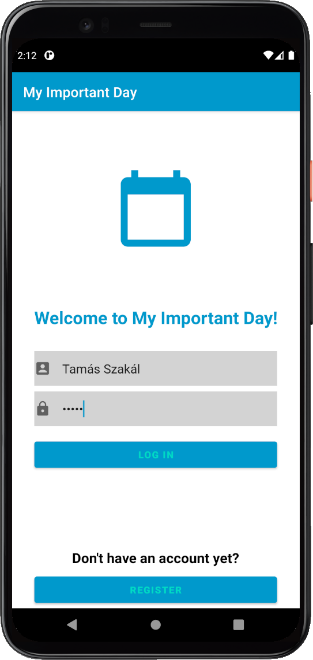 2:12
My Important Day
Welcome to My Important Day!
Tamás Szakál
•••••
LOG IN
Don't have an account yet?
REGISTER